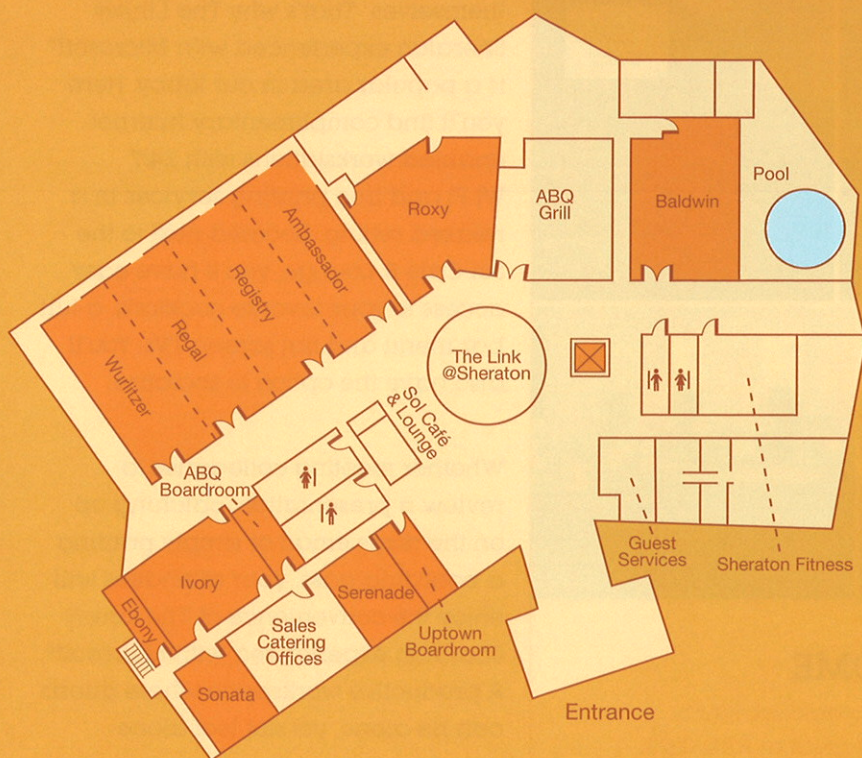 Pool
Roxy
ABQ
Grill
Baldwin
Ambassador
Registry
Regal
Wurlitzer
The Link
@Sheraton
Sol Café
& Lounge
ABQ
Boardroom
Ivory
Ebony
Serenade
Sales
Catering
Offices
Uptown
Boardroom
Sonata
Guest
Services
Sheraton Fitness
Entrance